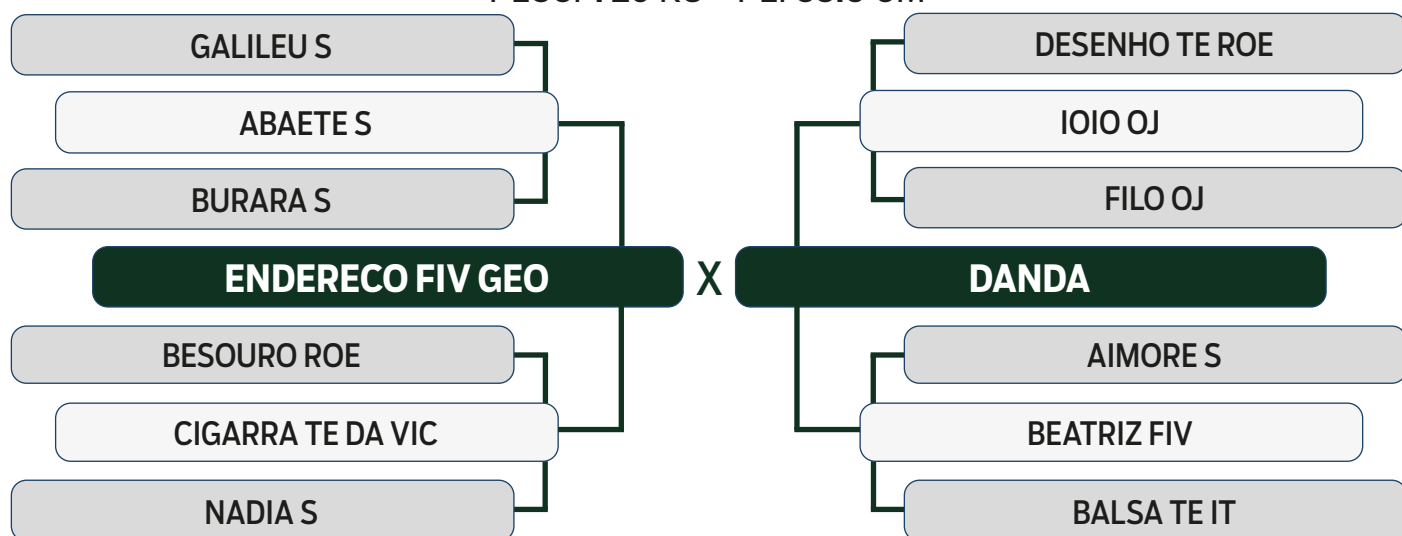 GALILEU S
ABAETE S
BURARA S
ENDERECO FIV GEO
BESOURO ROE
CIGARRA TE DA VIC
NADIA S
X
DESENHO TE ROE
IOIO OJ
FILO OJ
DANDA
AIMORE S
BEATRIZ FIV
BALSA TE IT